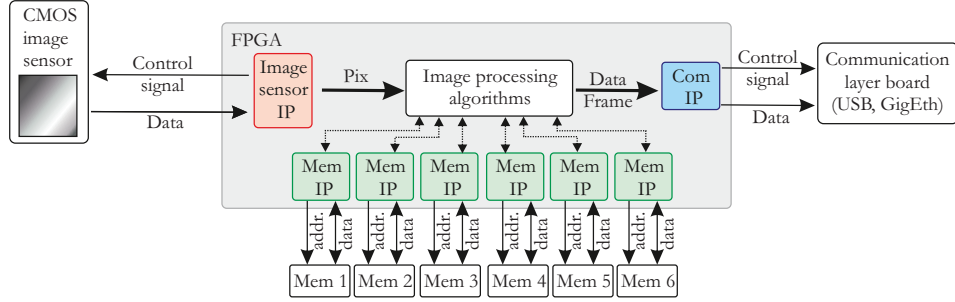 CMOS
image
sensor
FPGA
Control
signal
Data
Image
sensor
IP
Pix
Image processing
algorithms
Data
Frame
Com
IP
Control
signal
Data
Communication
layer board
(USB, GigEth)
Mem
IP
Mem
IP
Mem
IP
Mem
IP
Mem
IP
Mem
IP
addr.
data
addr.
data
addr.
data
addr.
data
addr.
data
addr.
data
Mem 1
Mem 2
Mem 3
Mem 4
Mem 5
Mem 6